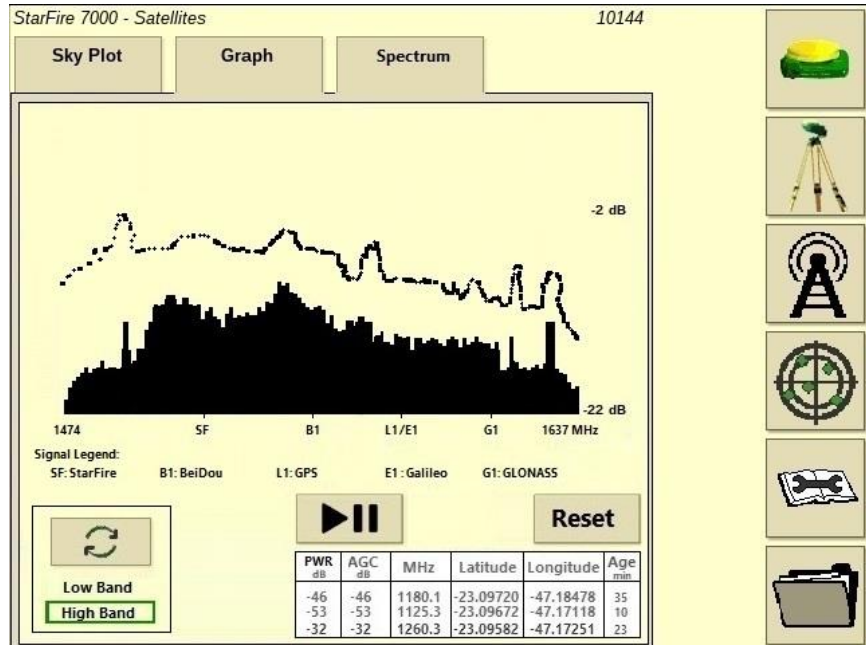 StarFire 7000 - Satellites 10144
Sky Plot Graph Spectrum
-2 dB
-22 dB
1474 SF B1 L1/E1 G1 1637 MHz
Signal Legend:
SF: StarFire B1: BeiDou L1: GPS E1 : Galileo G1: GLONASS
Reset
Low Band
High Band
PWR dB AGC dB MHz Latitude Longitude Age min
-46 -46 1180.1 -23.09720 -47.18478 35
-53 -53 1125.3 -23.09672 -47.17118 10
-32 -32 1260.3 -23.09582 -47.17251 23